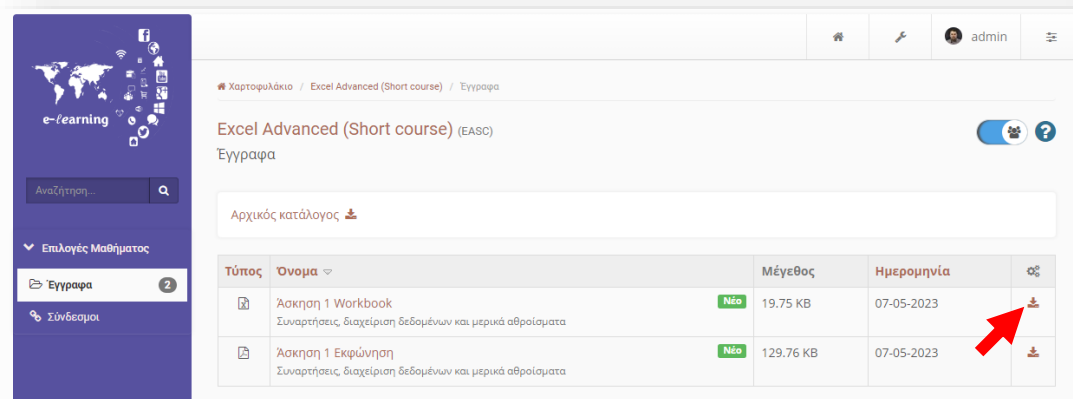 e-learning
admin
Χαρτοφυλάκιο / Excel Advanced (Short course) / Έγγραφα
Excel Advanced (Short course) (EASC)
Έγγραφα
Αναζήτηση...
Αρχικός κατάλογος
Επιλογές Μαθήματος
Έγγραφα 2
Σύνδεσμοι
Τύπος Όνομα Μέγεθος Ημερομηνία
Άσκηση 1 Workbook Νέο 19.75 KB 07-05-2023
Συναρτήσεις, διαχείριση δεδομένων και μερικά αθροίσματα
Άσκηση 1 Εκφώνηση Νέο 129.76 KB 07-05-2023
Συναρτήσεις, διαχείριση δεδομένων και μερικά αθροίσματα